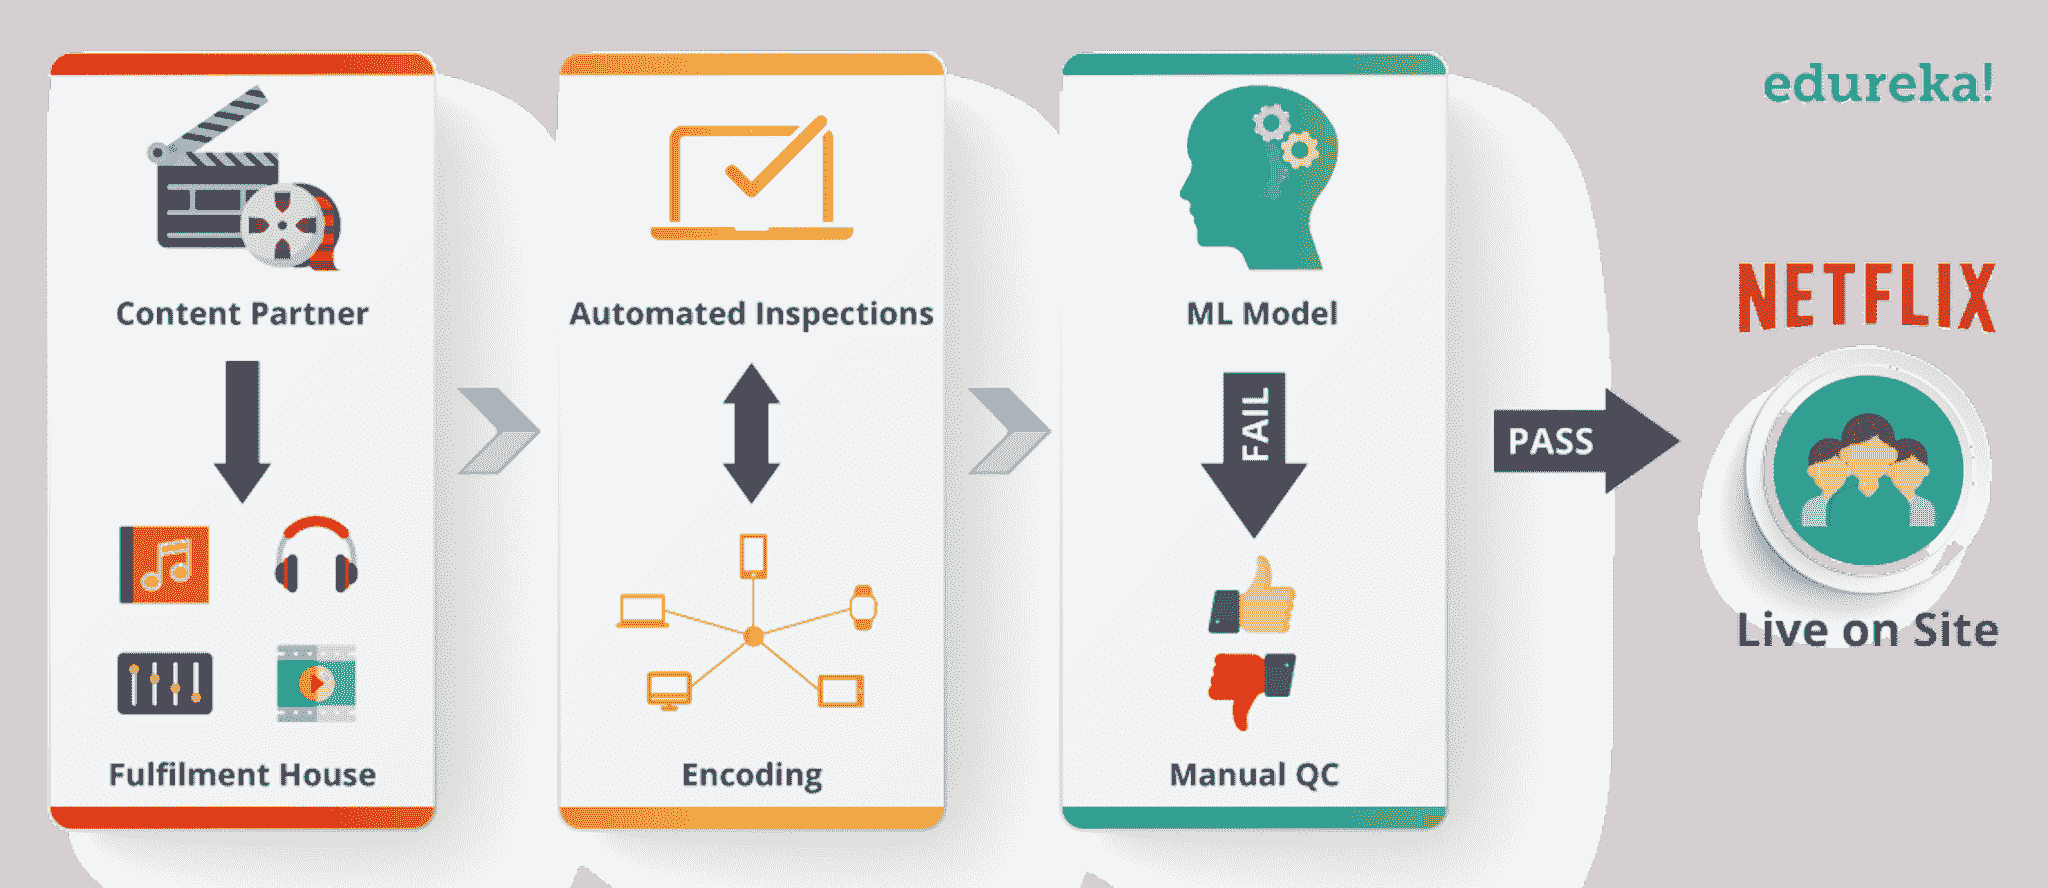 edureka!
Content Partner
Fulfilment House
Automated Inspections
Encoding
ML Model
FAIL
Manual QC
PASS
NETFLIX
Live on Site